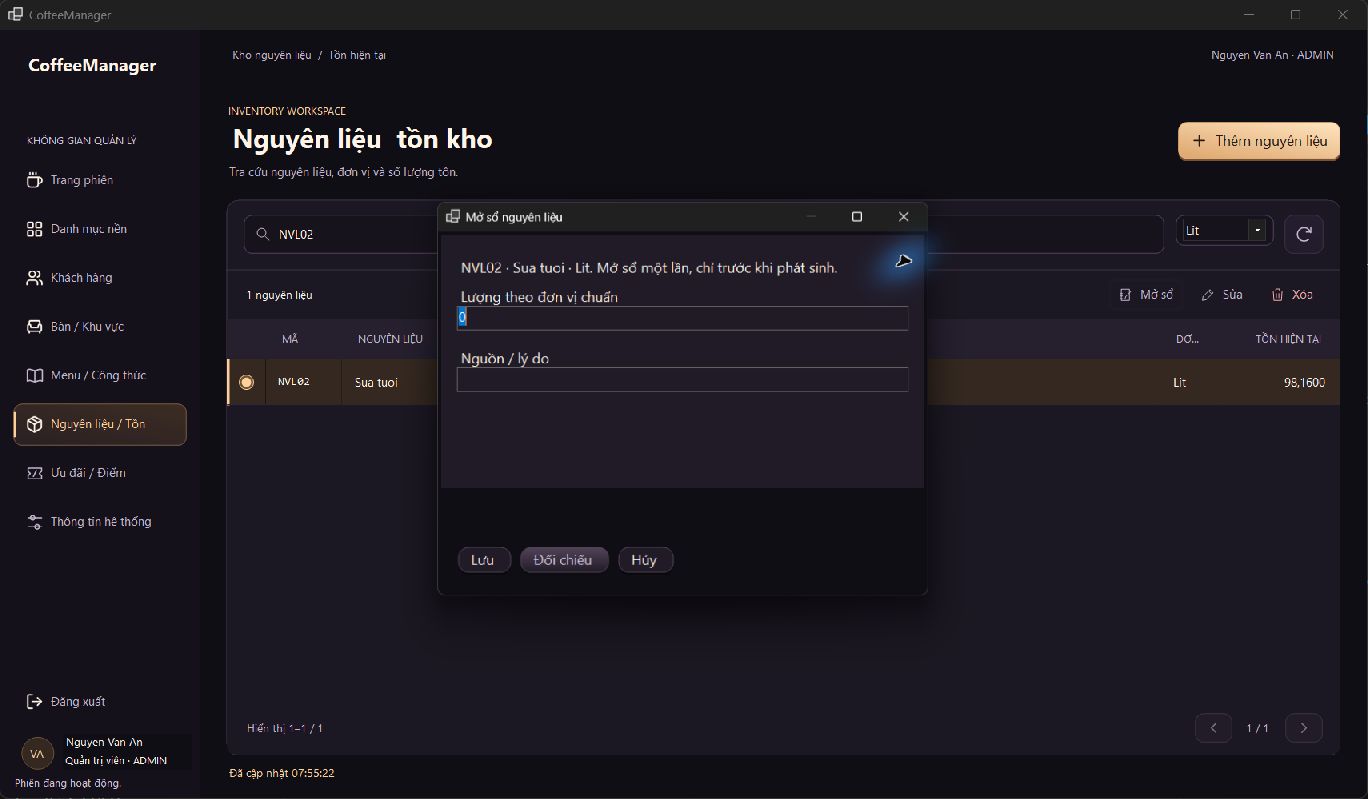 CoffeeManager
CoffeeManager
Kho nguyên liệu / Tồn hiện tại
Nguyen Van An · ADMIN
KHÔNG GIAN QUẢN LÝ
Trang phiên
Danh mục nền
Khách hàng
Bàn / Khu vực
Menu / Công thức
Nguyên liệu / Tồn
Ưu đãi / Điểm
Thông tin hệ thống
Đăng xuất
VA
Nguyen Van An
Quản trị viên · ADMIN
Phiên đang hoạt động.
INVENTORY WORKSPACE
Nguyên liệu tồn kho
Tra cứu nguyên liệu, đơn vị và số lượng tồn.
+ Thêm nguyên liệu
NVL02
Lit
1 nguyên liệu
Mở sổ
Sửa
Xóa
MÃ
NGUYÊN LIỆU
ĐƠ...
TỒN HIỆN TẠI
NVL02
Sua tuoi
Lit
98,1600
Mở sổ nguyên liệu
NVL02 · Sua tuoi · Lit. Mở sổ một lần, chỉ trước khi phát sinh.
Lượng theo đơn vị chuẩn
0
Nguồn / lý do
Lưu
Đối chiếu
Hủy
Hiển thị 1–1 / 1
1 / 1
Đã cập nhật 07:55:22